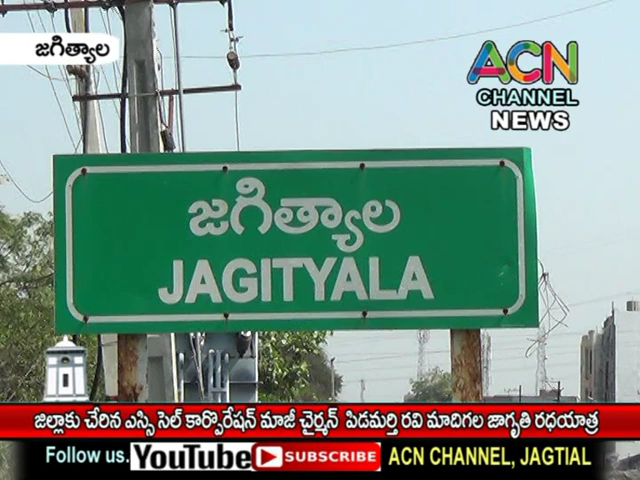 జగిత్యాల
ACN
CHANNEL
NEWS
జగిత్యాల
JAGITYALA
జిల్లాకు చేరిన ఎస్సి సెల్ కార్పొరేషన్ మాజీ చైర్మన్ పిడమర్తి రవి మాదిగల జాగృతి రధయాత్ర
Follow us. YouTube SUBSCRIBE ACN CHANNEL, JAGTIAL